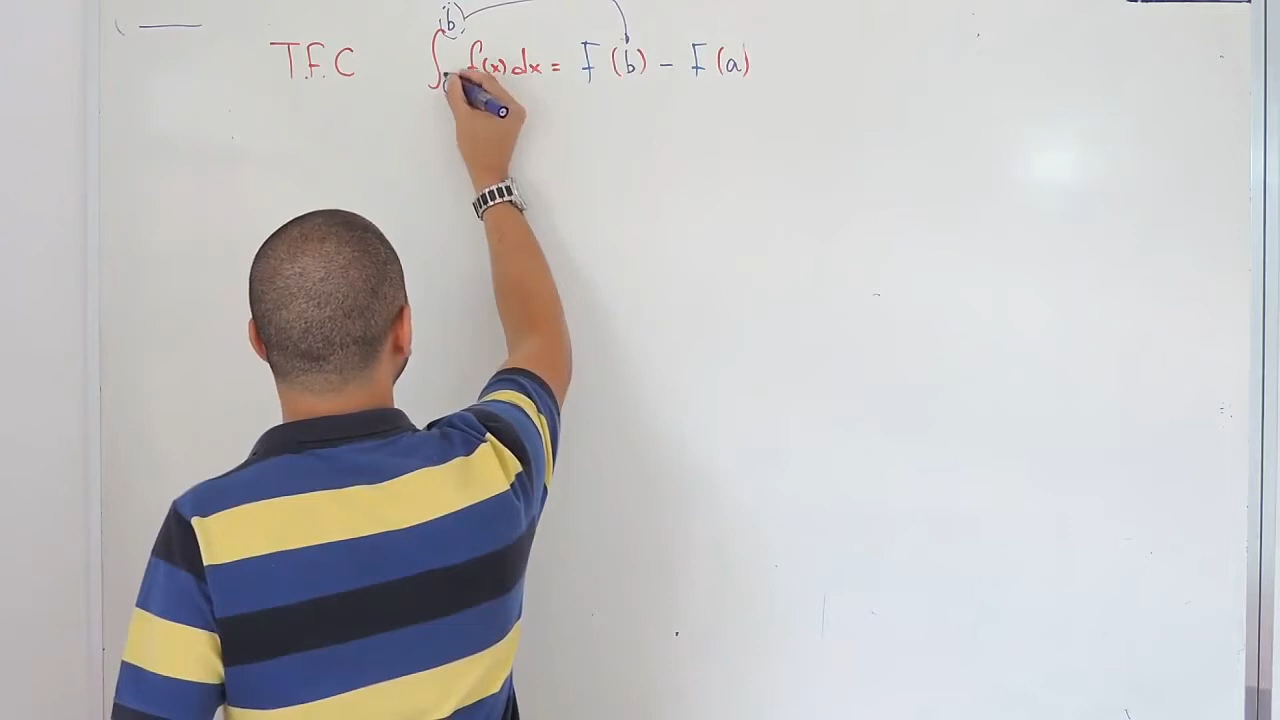 T.F.C ∫ b f(x) dx = F(b) - F(a)